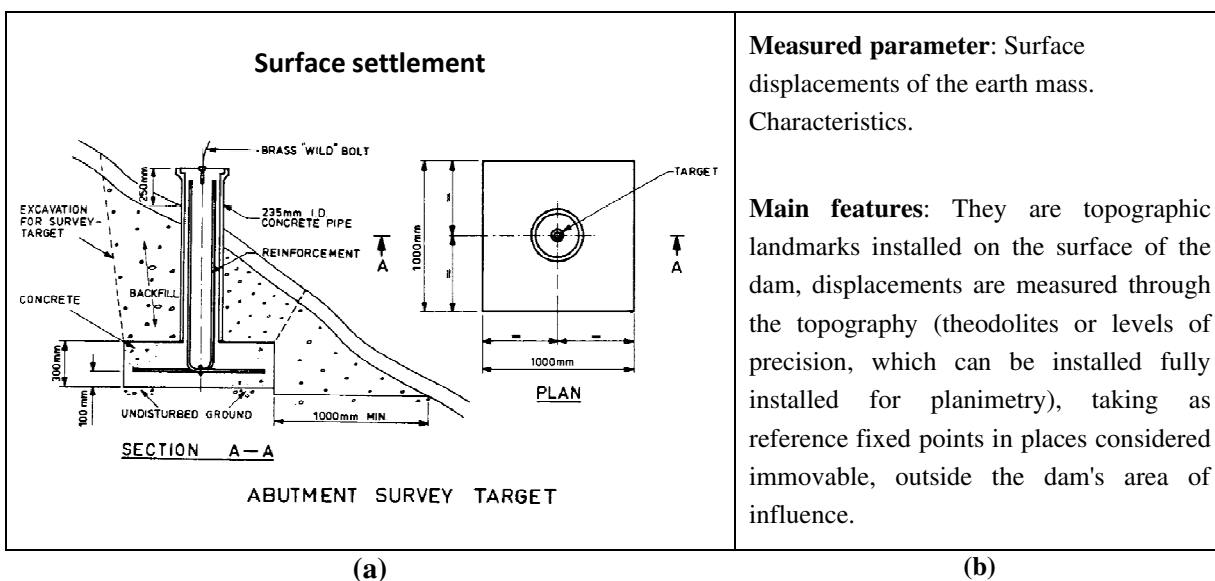 Surface settlement
BRASS "WILD" BOLT
250mm
235mm I.D
CONCRETE PIPE
EXCAVATION
FOR SURVEY-
TARGET
REINFORCEMENT
BACKFILL
CONCRETE
300mm
100 mm
UNDISTURBED GROUND
1000mm MIN
SECTION A—A
TARGET
1000mm
=
=
A
A
=
=
1000mm
PLAN
ABUTMENT SURVEY TARGET
(a)
Measured parameter: Surface
displacements of the earth mass.
Characteristics.
Main features: They are topographic
landmarks installed on the surface of the
dam, displacements are measured through
the topography (theodolites or levels of
precision, which can be installed fully
installed for planimetry), taking as
reference fixed points in places considered
immovable, outside the dam's area of
influence.
(b)